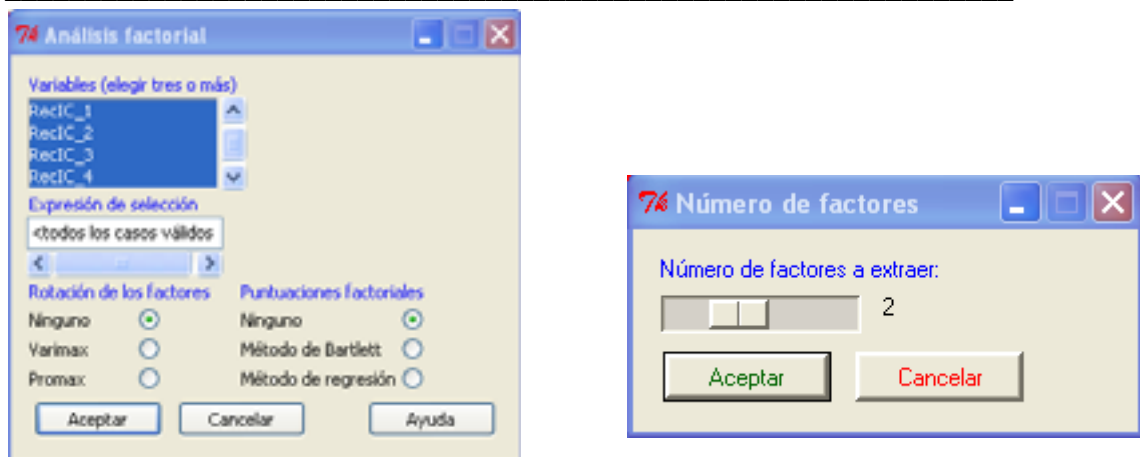 Análisis factorial
Variables (elegir tres o más)
RecIC_1
RecIC_2
RecIC_3
RecIC_4
Expresión de selección
<todos los casos válidos
Rotación de los factores Puntuaciones factoriales
Ninguno Ninguno
Varimax Método de Bartlett
Promax Método de regresión
Aceptar Cancelar Ayuda
Número de factores
Número de factores a extraer:
2
Aceptar Cancelar